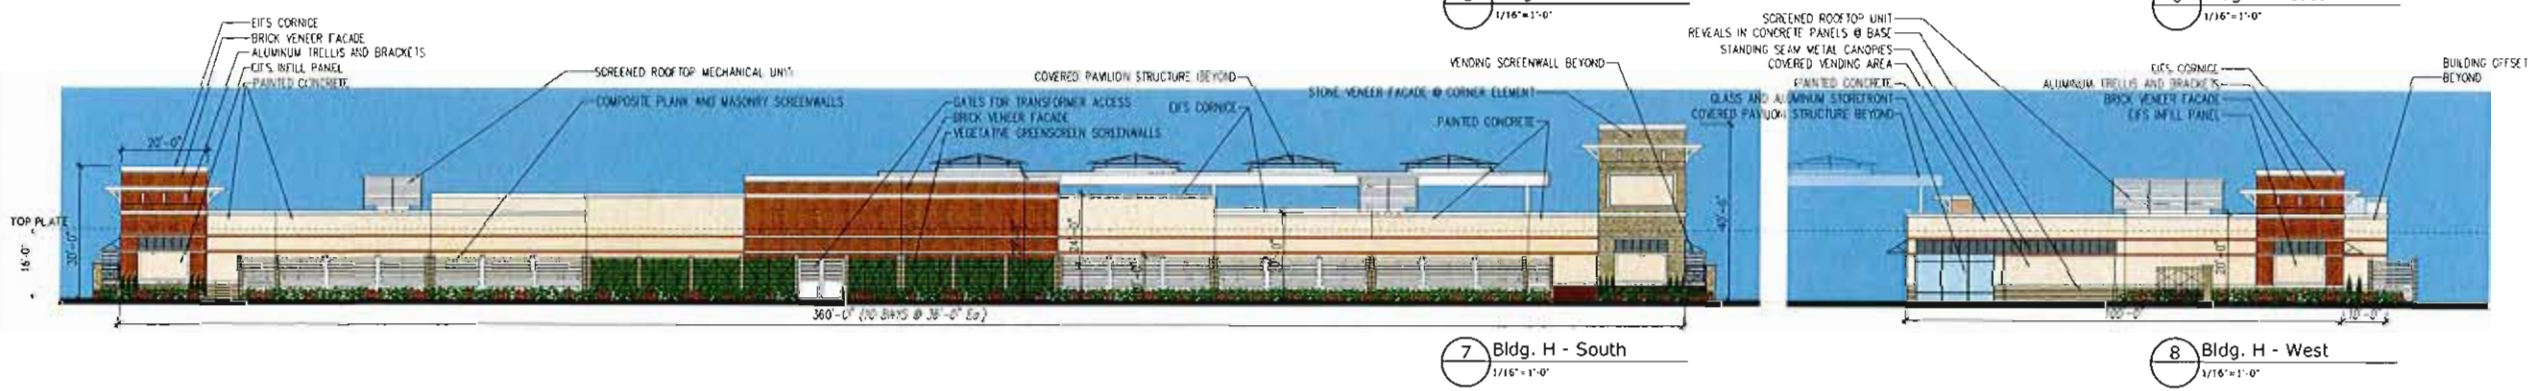 1/16"=1'-0"
1/16"=1'-0"
EIFS CORNICE
BRICK VENEER FACADE
ALUMINUM TRELLIS AND BRACKETS
EIFS INFILL PANEL
PAINTED CONCRETE
SCREENED ROOFTOP MECHANICAL UNIT
COMPOSITE PLANK AND MASONRY SCREENWALLS
COVERED PAVILION STRUCTURE BEYOND
GATES FOR TRANSFORMER ACCESS
BRICK VENEER FACADE
VEGETATIVE GREENSCREEN SCREENWALLS
EIFS CORNICE
VENDING SCREENWALL BEYOND
STONE VENEER FACADE @ CORNER ELEMENT
PAINTED CONCRETE
20'-0"
TOP PLATE
16'-0"
30'-0"
24'-0"
40'-0"
360'-0" (10 BAYS @ 36'-0" Ea)
7 Bldg. H - South
1/16"=1'-0"
SCREENED ROOFTOP UNIT
REVEALS IN CONCRETE PANELS @ BASE
STANDING SEAM METAL CANOPIES
COVERED VENDING AREA
PAINTED CONCRETE
GLASS AND ALUMINUM STOREFRONT
COVERED PAVILION STRUCTURE BEYOND
EIFS CORNICE
ALUMINUM TRELLIS AND BRACKETS
BRICK VENEER FACADE
EIFS INFILL PANEL
BUILDING OFFSET
BEYOND
20'-0"
100'-0"
10'-0"
8 Bldg. H - West
1/16"=1'-0"